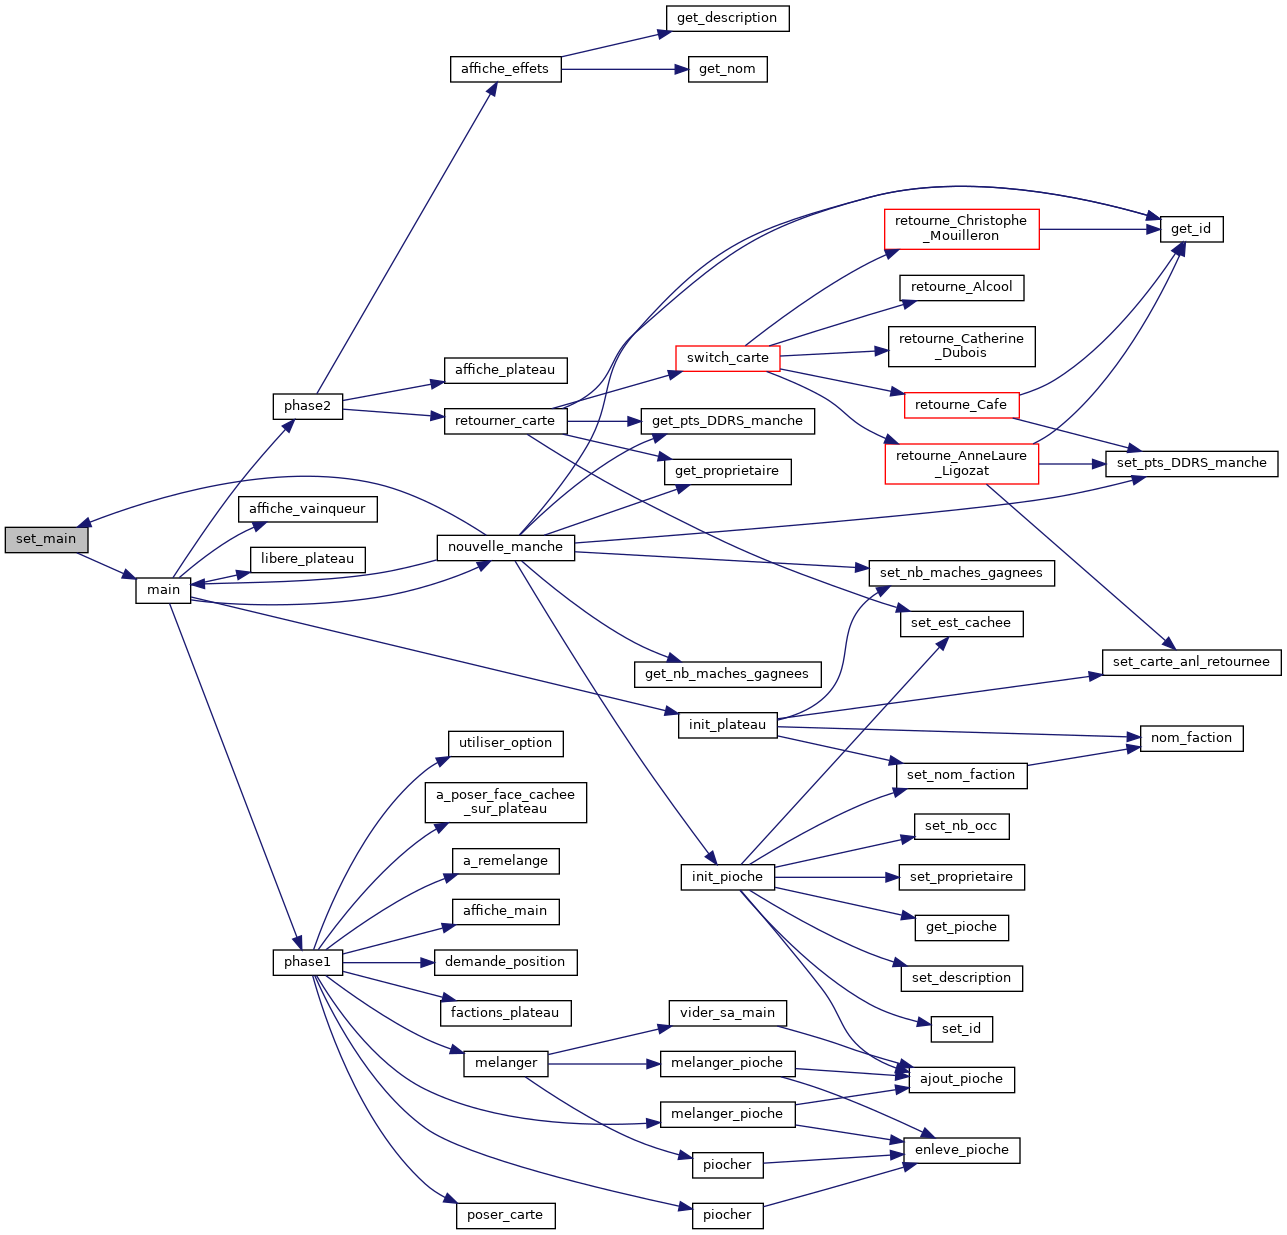 get_description
affiche_effets
get_nom
retourne_Christophe
_Mouilleron
get_id
retourne_Alcool
retourne_Catherine
_Dubois
switch_carte
affiche_plateau
phase2
retourne_Cafe
retourner_carte
get_pts_DDRS_manche
retourne_AnneLaure
_Ligozat
set_pts_DDRS_manche
get_proprietaire
affiche_vainqueur
set_main
nouvelle_manche
libere_plateau
set_nb_maches_gagnees
main
set_est_cachee
get_nb_maches_gagnees
set_carte_anl_retournee
init_plateau
nom_faction
utiliser_option
set_nom_faction
a_poser_face_cachee
_sur_plateau
set_nb_occ
a_remelange
init_pioche
set_proprietaire
affiche_main
get_pioche
phase1
demande_position
set_description
factions_plateau
vider_sa_main
set_id
melanger
melanger_pioche
ajout_pioche
melanger_pioche
enleve_pioche
piocher
poser_carte
piocher